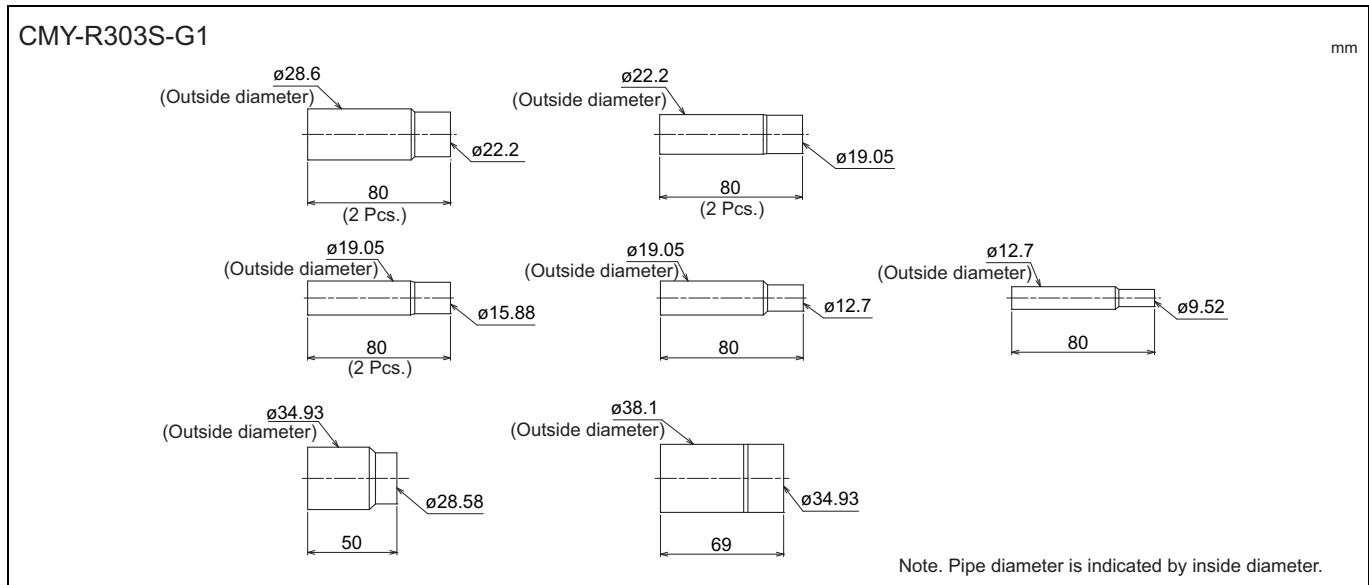 CMY-R303S-G1
mm
ø28.6
(Outside diameter)
ø22.2
80
(2 Pcs.)
ø22.2
(Outside diameter)
ø19.05
80
(2 Pcs.)
ø19.05
(Outside diameter)
ø15.88
80
(2 Pcs.)
ø19.05
(Outside diameter)
ø12.7
80
ø12.7
(Outside diameter)
ø9.52
80
ø34.93
(Outside diameter)
ø28.58
50
ø38.1
(Outside diameter)
ø34.93
69
Note. Pipe diameter is indicated by inside diameter.